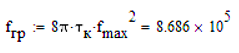 f_гр := 8π·τ_к·f_max² = 8.686 × 10⁵